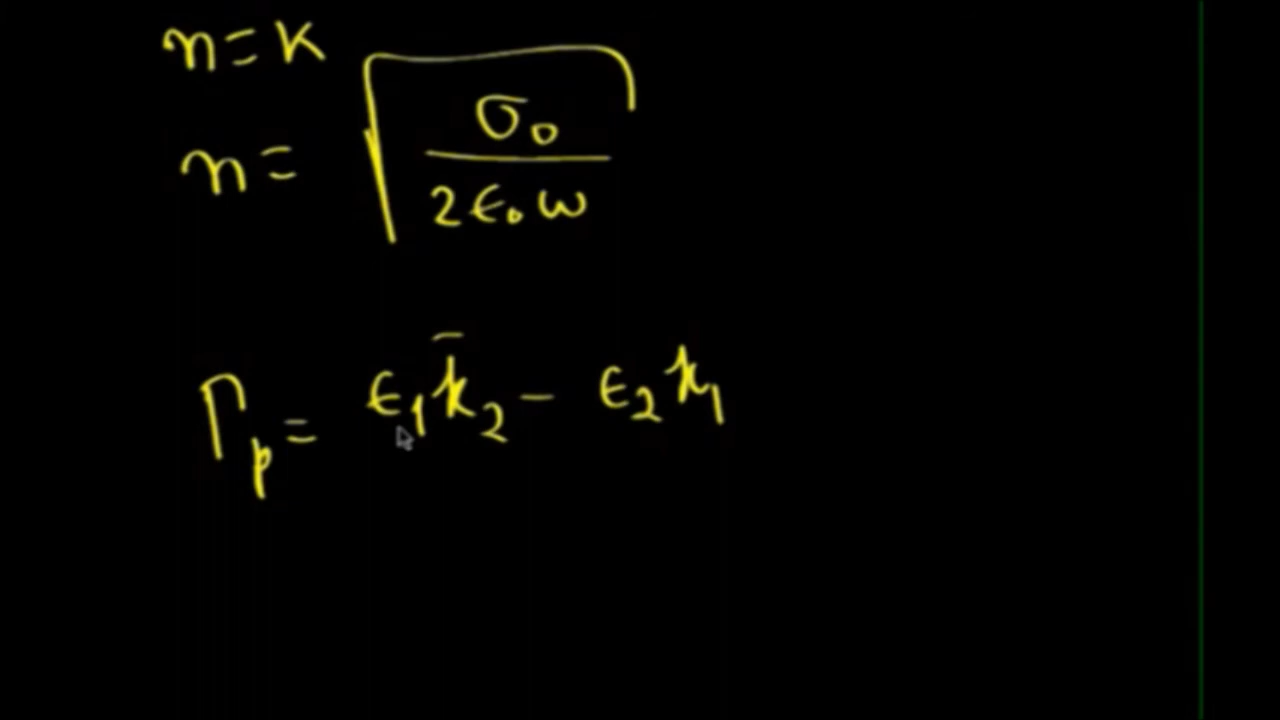 n = K
n = √(σ₀ / 2ϵ₀ω)
Γₚ = ϵ₁k̄₂ − ϵ₂k₁